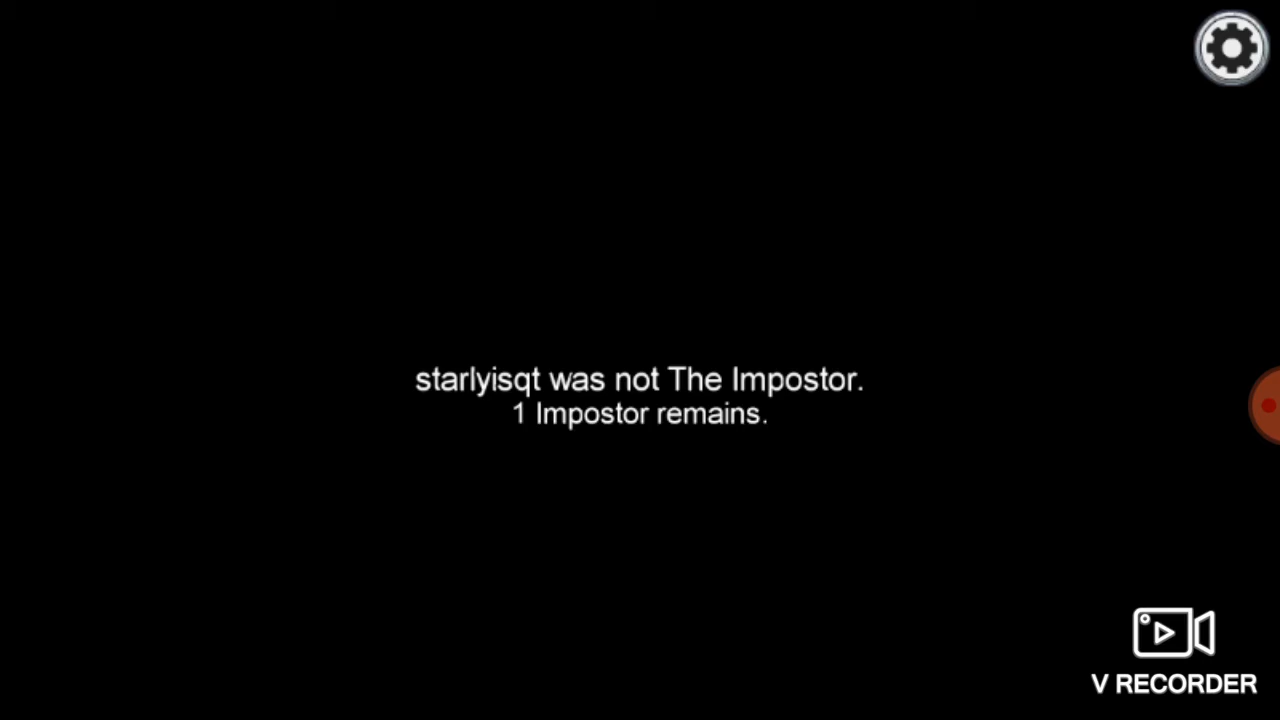 starlyisqt was not The Impostor.
1 Impostor remains.
V RECORDER